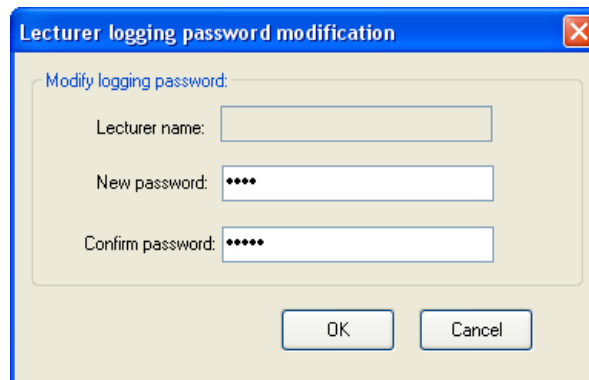 Lecturer logging password modification
Modify logging password:
Lecturer name:
New password: ••••
Confirm password: •••••
OK Cancel